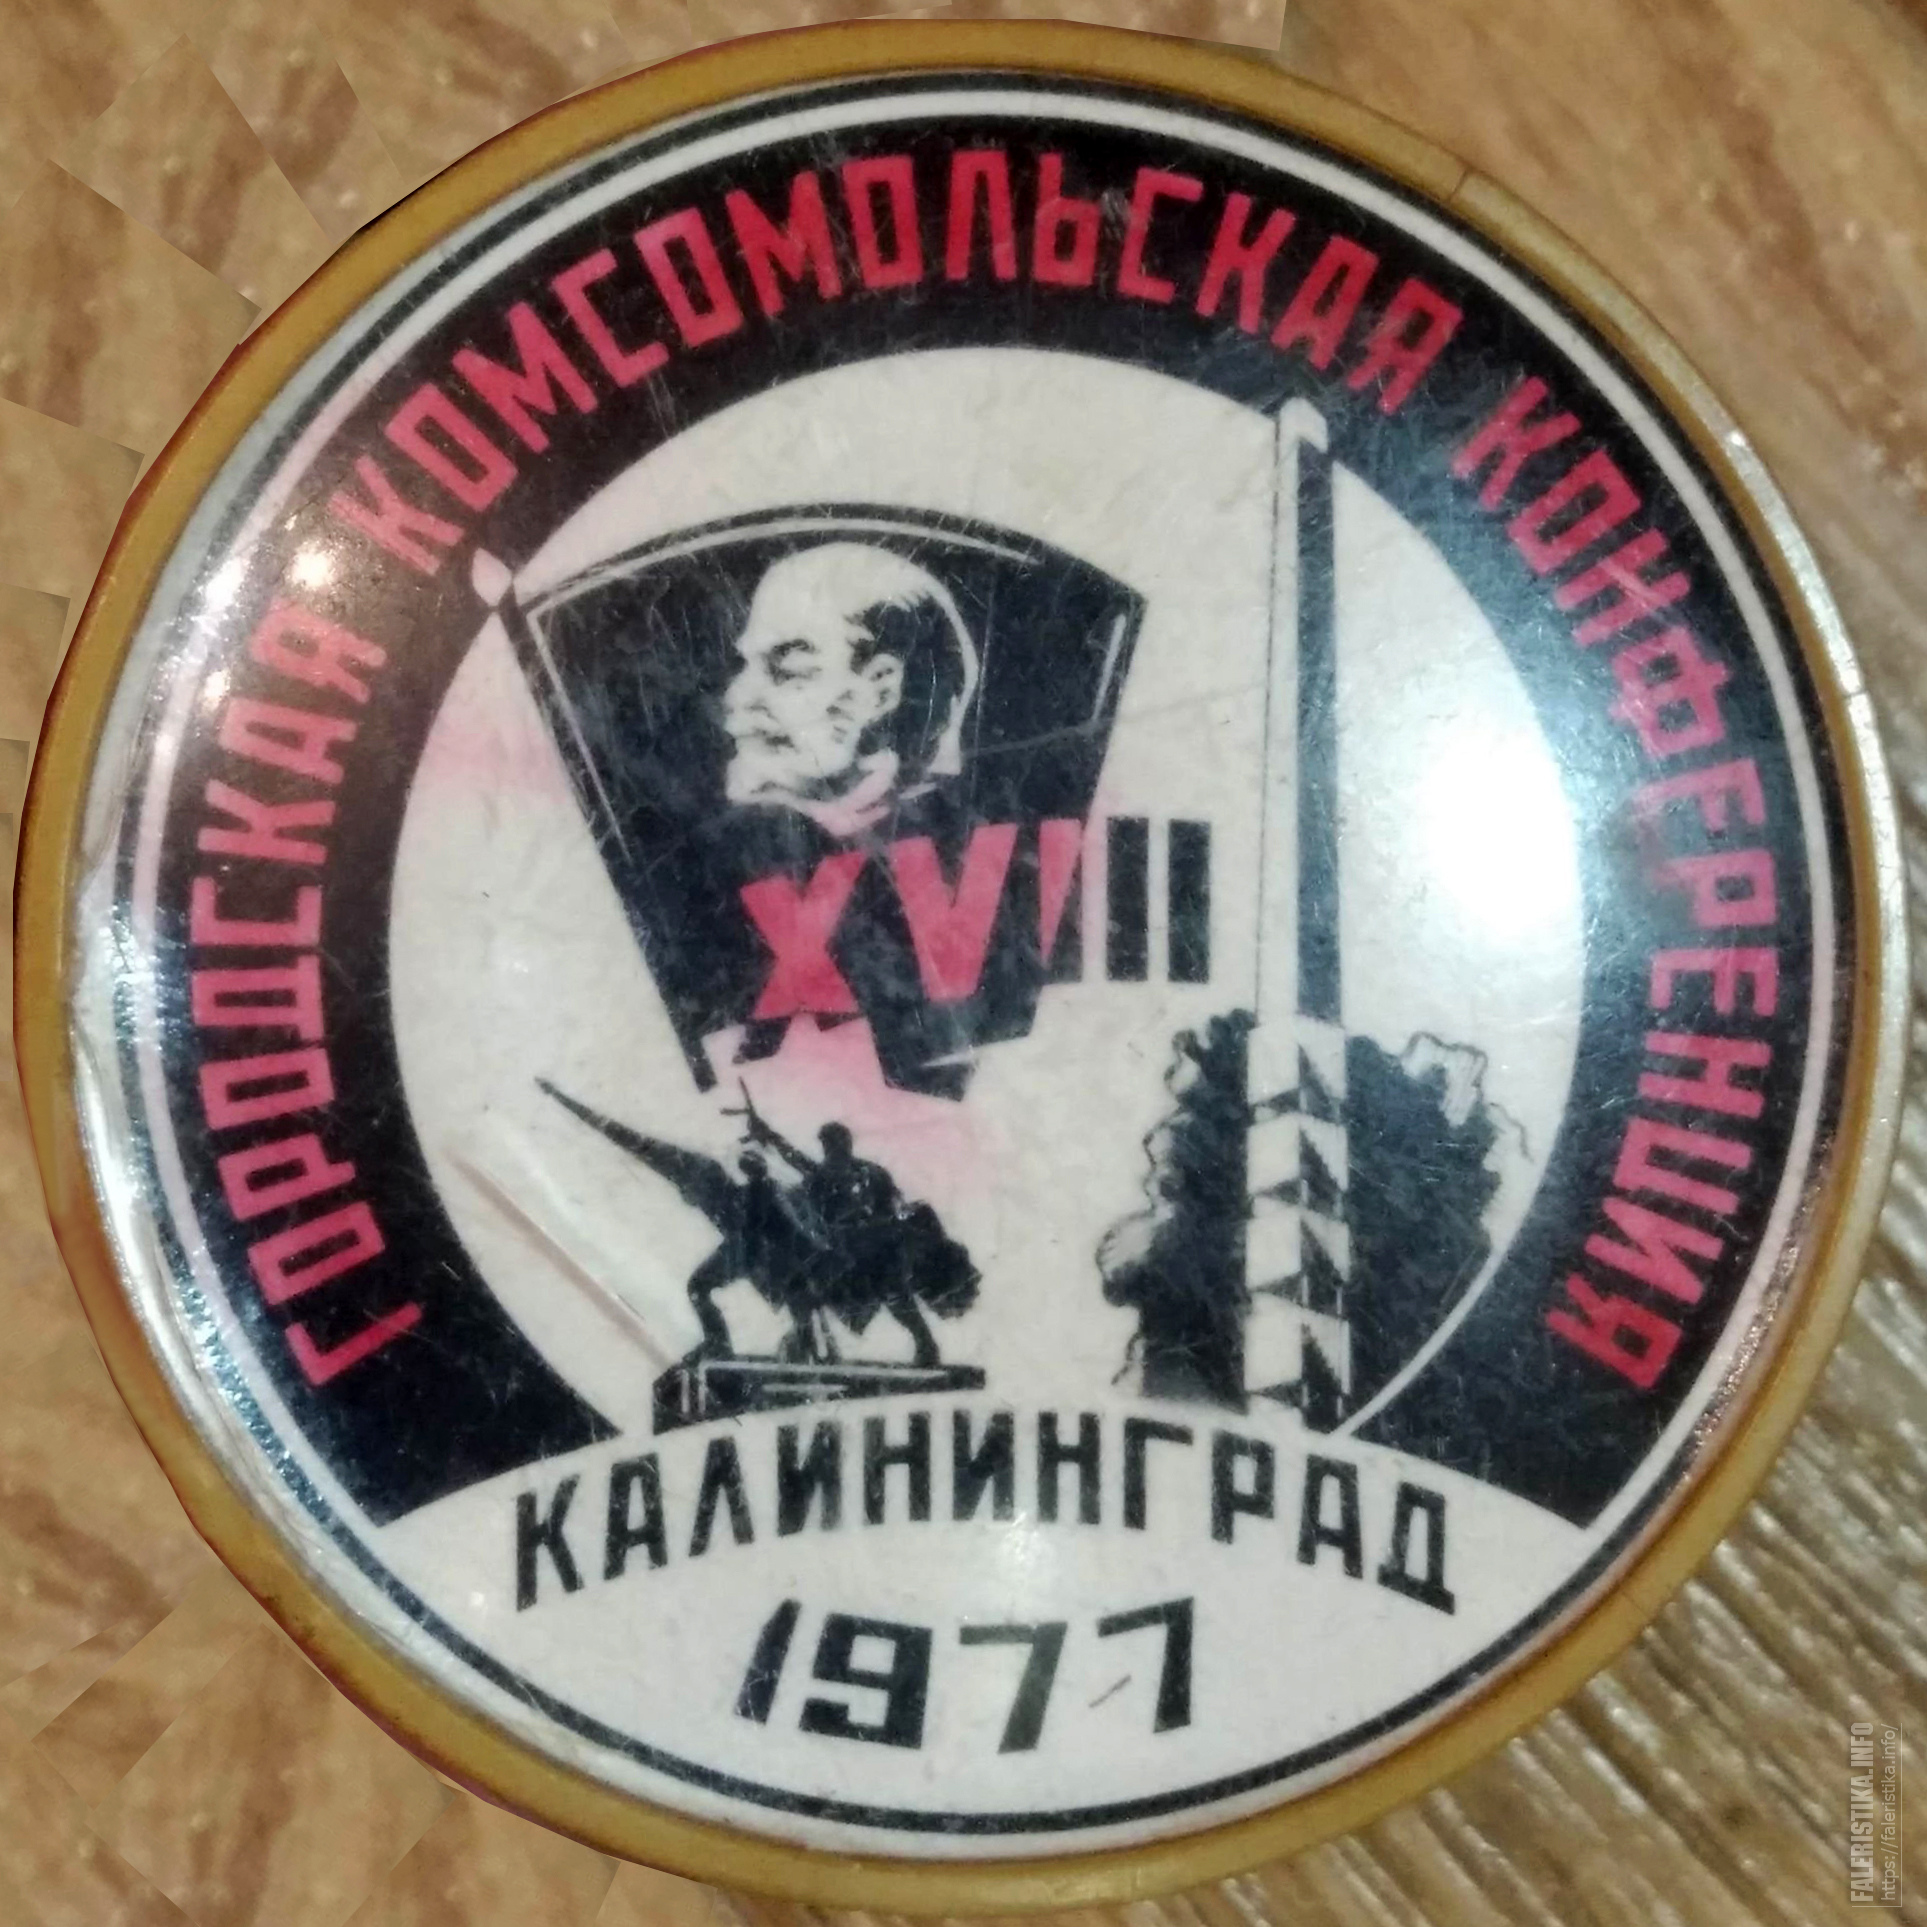 ГОРОДСКАЯ КОМСОМОЛЬСКАЯ КОНФЕРЕНЦИЯ
XVIII
КАЛИНИНГРАД
1977
FALERISTIKA.INFO
https://faleristika.info/